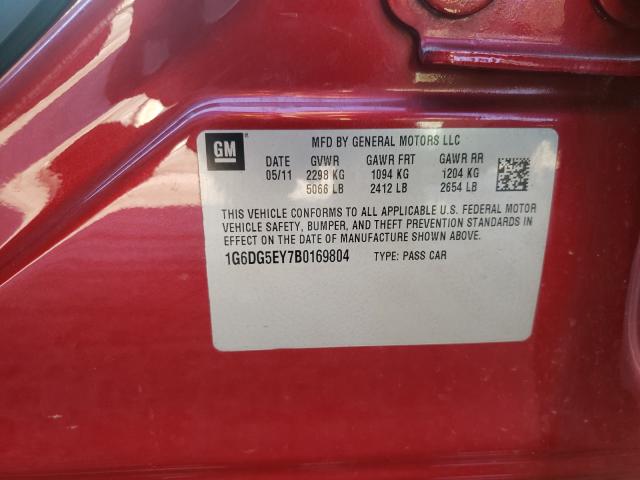 GM
MFD BY GENERAL MOTORS LLC
DATE GVWR GAWR FRT GAWR RR
05/11 2298 KG 1094 KG 1204 KG
5066 LB 2412 LB 2654 LB
THIS VEHICLE CONFORMS TO ALL APPLICABLE U.S. FEDERAL MOTOR
VEHICLE SAFETY, BUMPER, AND THEFT PREVENTION STANDARDS IN
EFFECT ON THE DATE OF MANUFACTURE SHOWN ABOVE.
1G6DG5EY7B0169804 TYPE: PASS CAR